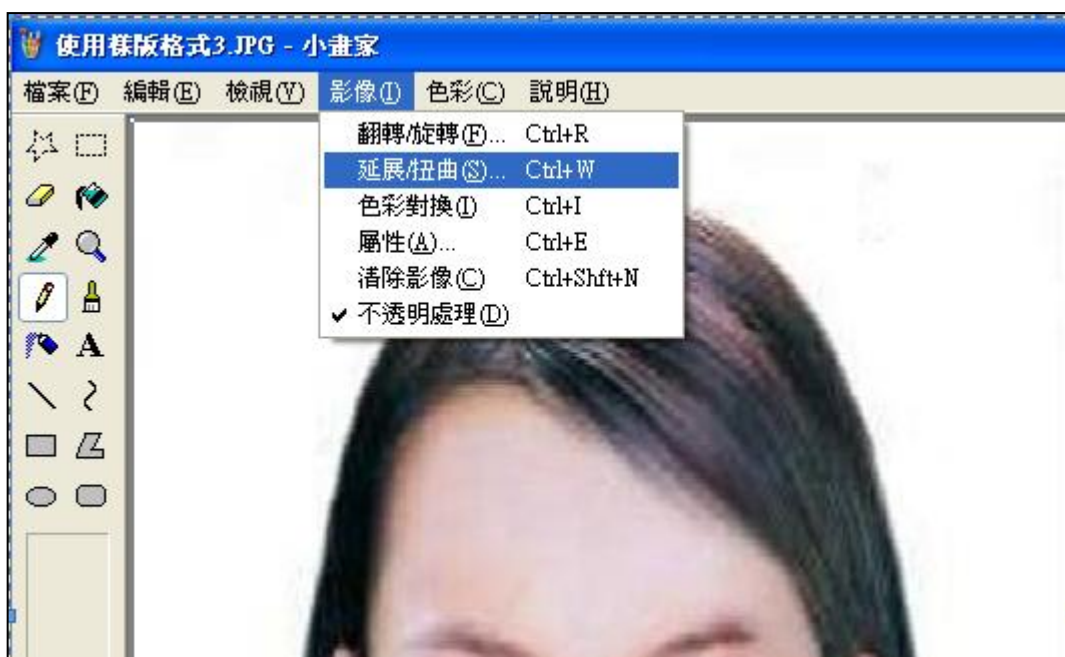 使用樣版格式3.JPG - 小畫家
檔案(F) 編輯(E) 檢視(V) 影像(I) 色彩(C) 說明(H)
翻轉/旋轉(F)... Ctrl+R
延展/扭曲(S)... Ctrl+W
色彩對換(I) Ctrl+I
屬性(A)... Ctrl+E
清除影像(C) Ctrl+Shft+N
不透明處理(D)
A